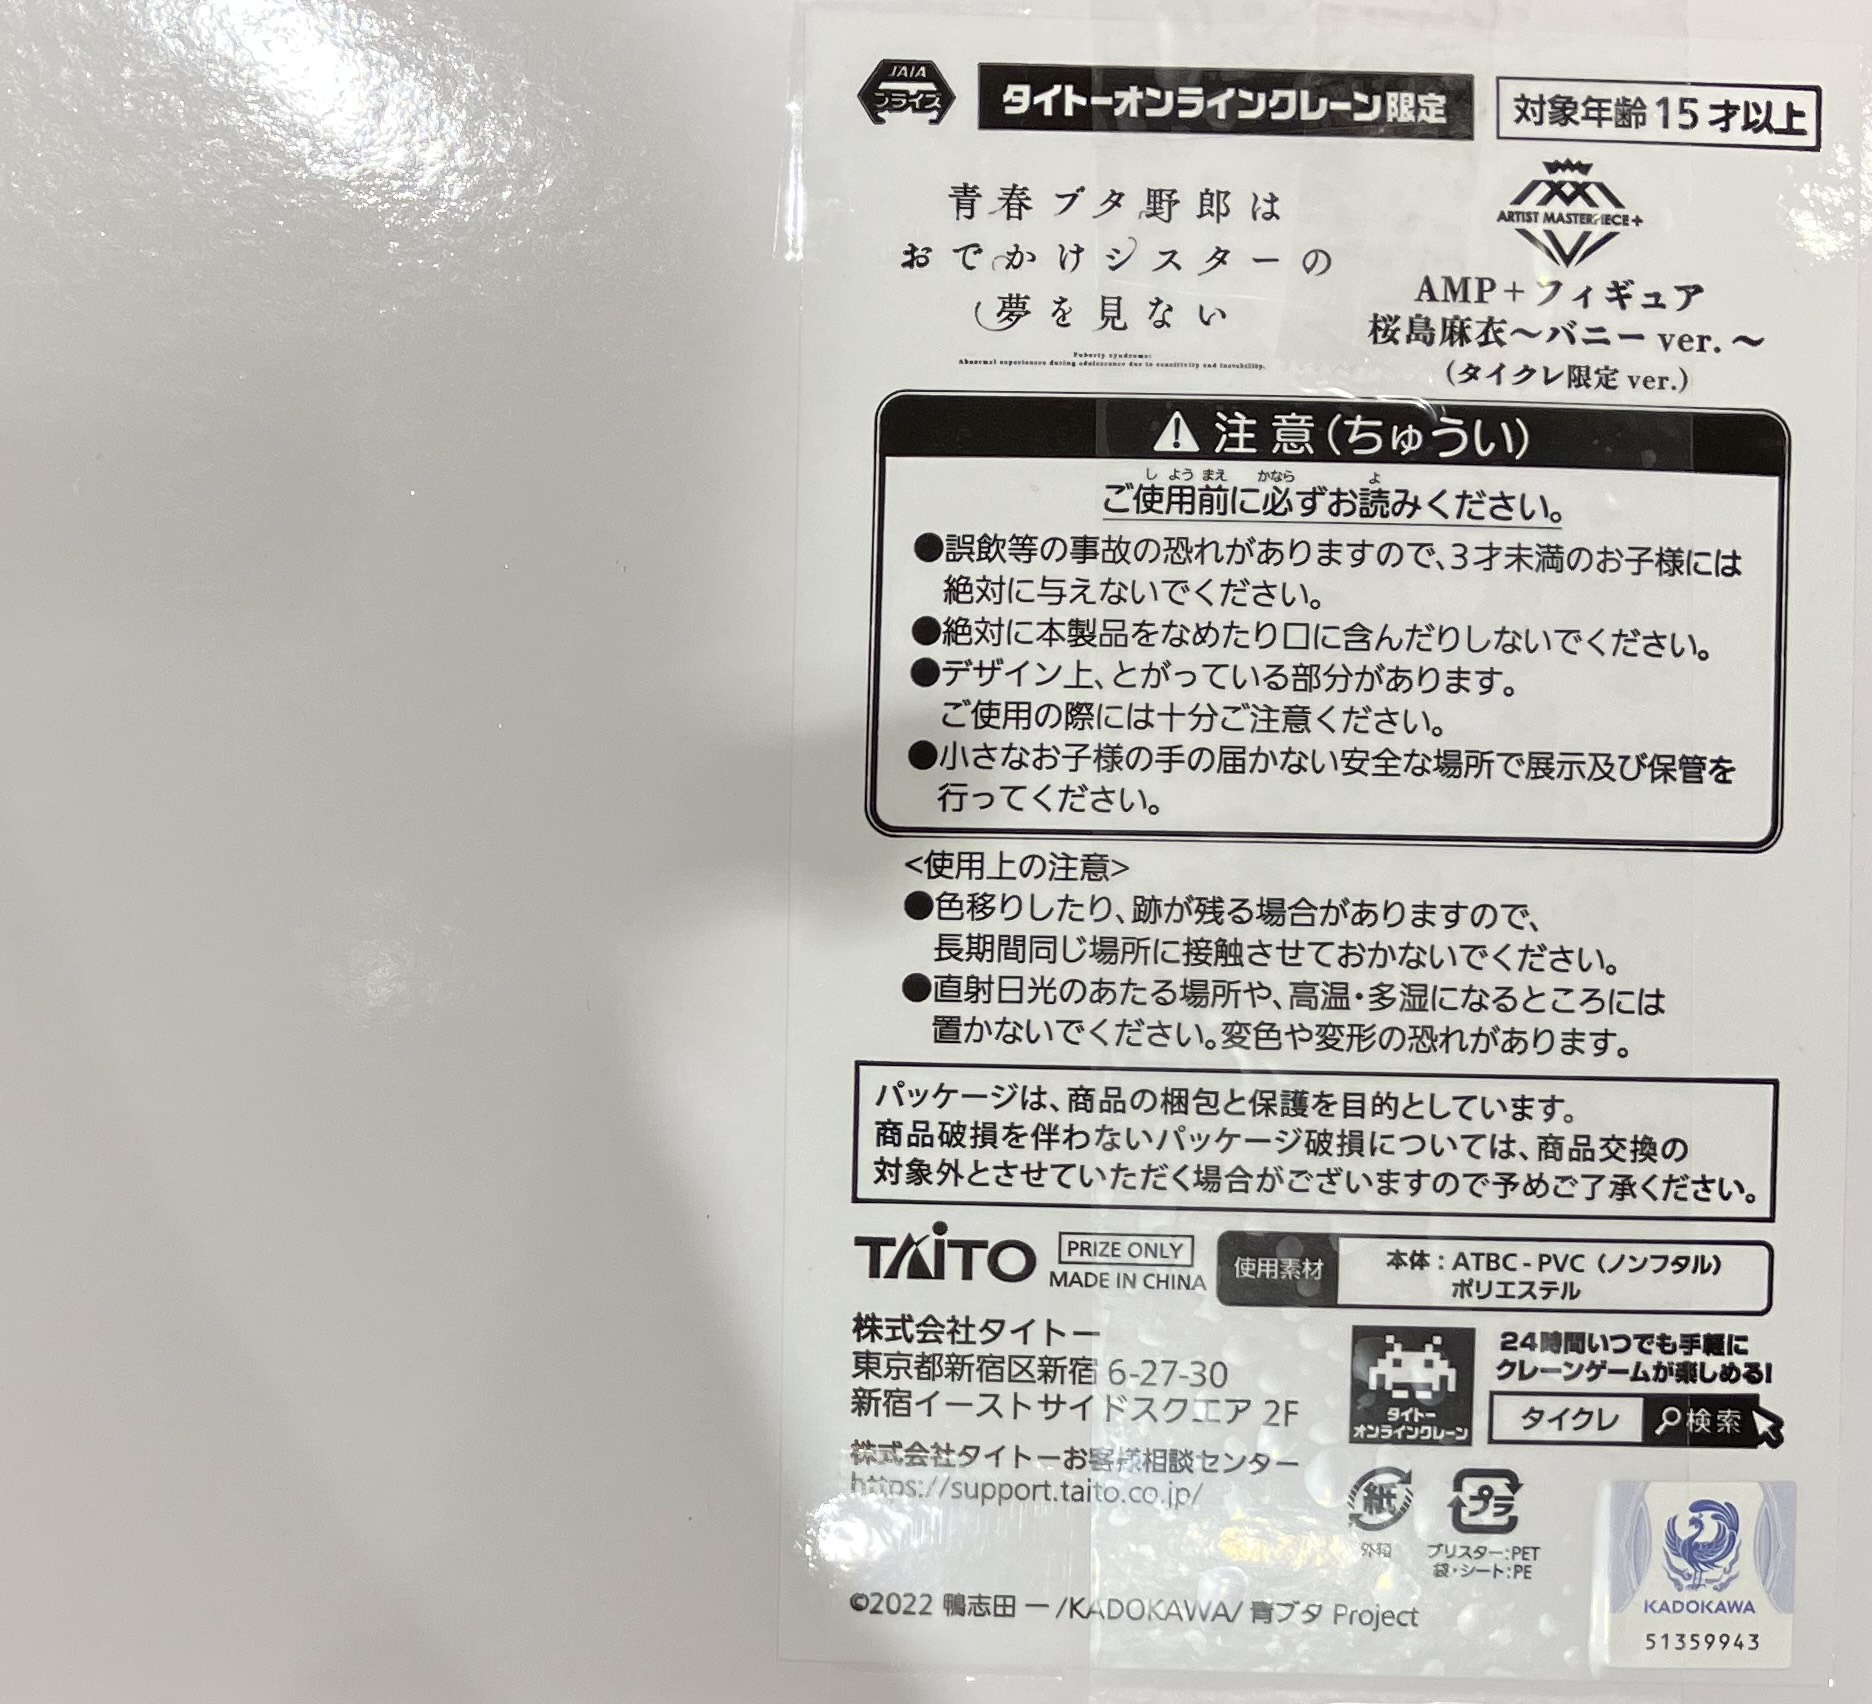 JAIA
プライズ
タイトーオンラインクレーン限定
対象年齢15才以上
青春ブタ野郎は
おでかけシスターの
夢を見ない
Puberty syndrome:
Abnormal experiences during adolescence due to sensitivity and instability.
ARTIST MASTERPIECE+
AMP+フィギュア
桜島麻衣〜バニーver.〜
(タイクレ限定ver.)
注意(ちゅうい)
しようまえ かなら よ
ご使用前に必ずお読みください。
●誤飲等の事故の恐れがありますので、3才未満のお子様には
絶対に与えないでください。
●絶対に本製品をなめたり口に含んだりしないでください。
●デザイン上、とがっている部分があります。
ご使用の際には十分ご注意ください。
●小さなお子様の手の届かない安全な場所で展示及び保管を
行ってください。
<使用上の注意>
●色移りしたり、跡が残る場合がありますので、
長期間同じ場所に接触させておかないでください。
●直射日光のあたる場所や、高温・多湿になるところには
置かないでください。変色や変形の恐れがあります。
パッケージは、商品の梱包と保護を目的としています。
商品破損を伴わないパッケージ破損については、商品交換の
対象外とさせていただく場合がございますので予めご了承ください。
TAITO
PRIZE ONLY
MADE IN CHINA
使用素材
本体：ATBC-PVC（ノンフタル）
ポリエステル
株式会社タイトー
東京都新宿区新宿6-27-30
新宿イーストサイドスクエア 2F
株式会社タイトーお客様相談センター
https://support.taito.co.jp/
タイトー
オンラインクレーン
24時間いつでも手軽に
クレーンゲームが楽しめる!
タイクレ 検索
紙
外箱
プラ
ブリスター:PET
袋・シート:PE
©2022 鴨志田 一/KADOKAWA/青ブタ Project
KADOKAWA
51359943